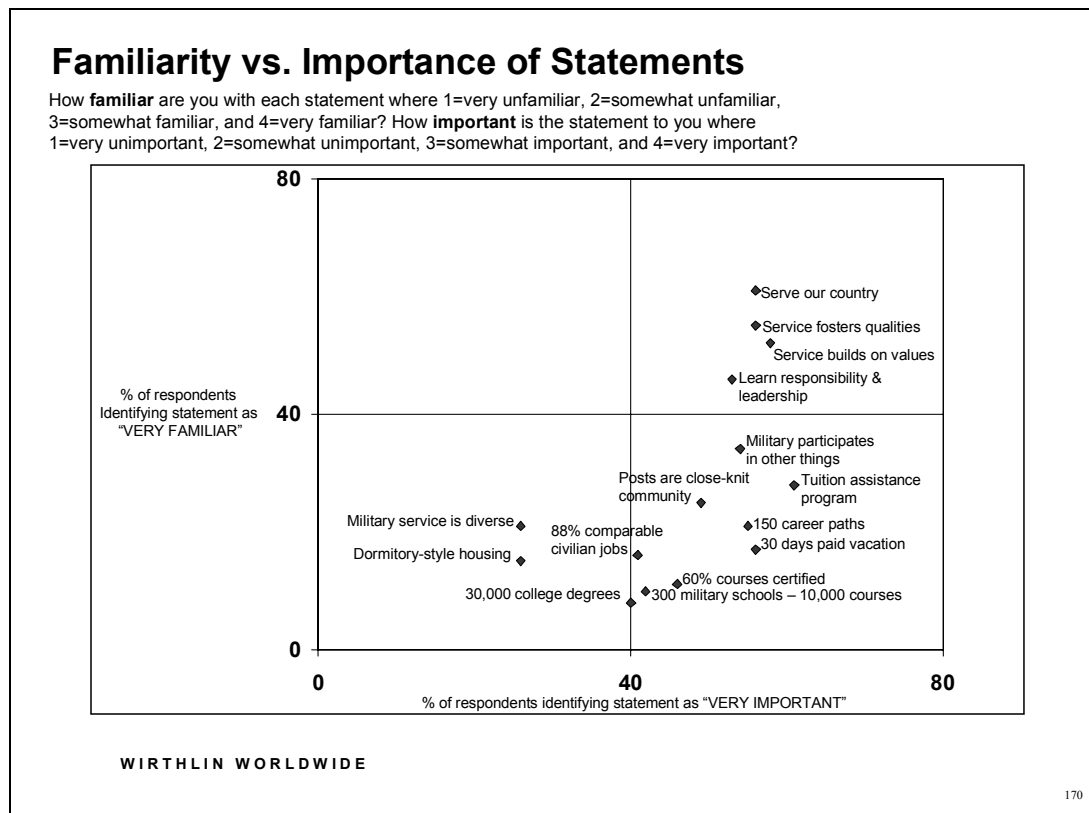 Familiarity vs. Importance of Statements
How familiar are you with each statement where 1=very unfamiliar, 2=somewhat unfamiliar,
3=somewhat familiar, and 4=very familiar? How important is the statement to you where
1=very unimportant, 2=somewhat unimportant, 3=somewhat important, and 4=very important?
80
Serve our country
Service fosters qualities
Service builds on values
Learn responsibility &
leadership
% of respondents
Identifying statement as
“VERY FAMILIAR”
40
Military participates
in other things
Posts are close-knit
community
Tuition assistance
program
Military service is diverse
88% comparable
civilian jobs
150 career paths
30 days paid vacation
Dormitory-style housing
60% courses certified
30,000 college degrees
300 military schools – 10,000 courses
0
0
40
80
% of respondents identifying statement as “VERY IMPORTANT”
WIRTHLIN WORLDWIDE
170